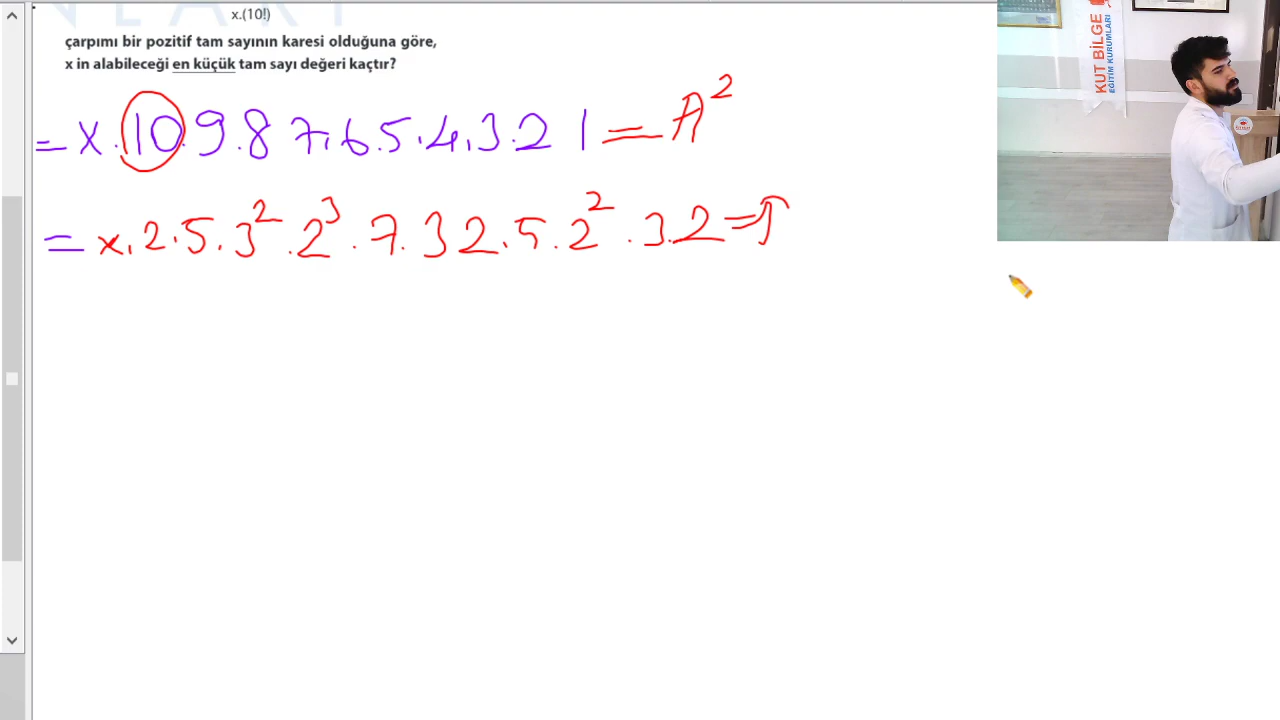 x.(10!)
çarpımı bir pozitif tam sayının karesi olduğuna göre,
x in alabileceği en küçük tam sayı değeri kaçtır?
= x.10.9.8 7.6.5.4.3.2 1 = A²
= x.2.5.3².2³.7.3 2.5.2².3.2 =
KUT BİLGE
EĞİTİM KURUMLARI